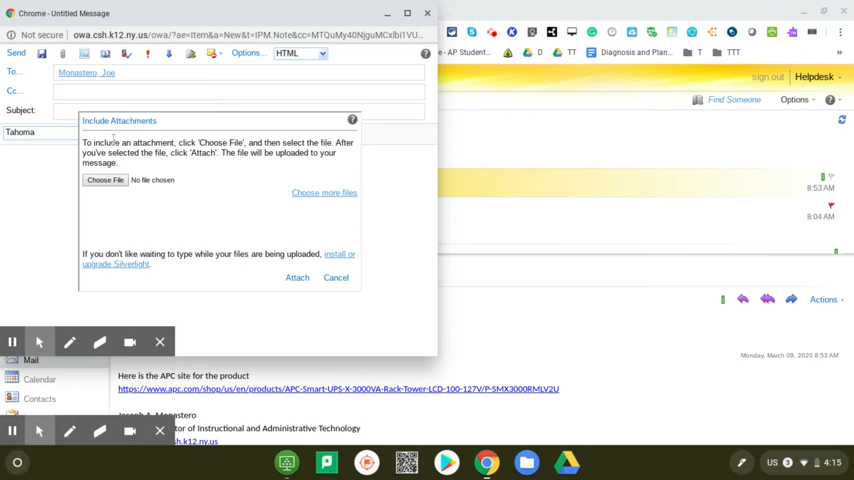 Chrome - Untitled Message
Not secure | owa.csh.k12.ny.us/owa/?ae=Item&a=New&t=IPM.Note&cc=MTQuMy40NjguMCxlbi1VU...
Send
Options...
HTML
To...
Monastero, Joe
Cc...
Subject:
Tahoma
Include Attachments
To include an attachment, click 'Choose File', and then select the file. After
you've selected the file, click 'Attach'. The file will be uploaded to your
message.
Choose File No file chosen
Choose more files
If you don't like waiting to type while your files are being uploaded, install or
upgrade Silverlight.
Attach Cancel
- AP Student...
D
TT
Diagnosis and Plan...
T
TTT
sign out Helpdesk
Find Someone Options
8:53 AM
8:04 AM
Actions
Monday, March 09, 2020 8:53 AM
Mail
Calendar
Contacts
Here is the APC site for the product
https://www.apc.com/shop/us/en/products/APC-Smart-UPS-X-3000VA-Rack-Tower-LCD-100-127V/P-SMX3000RMLV2U
Joseph A. Monastero
tor of Instructional and Administrative Technology
csh.k12.ny.us
US 3 4:15